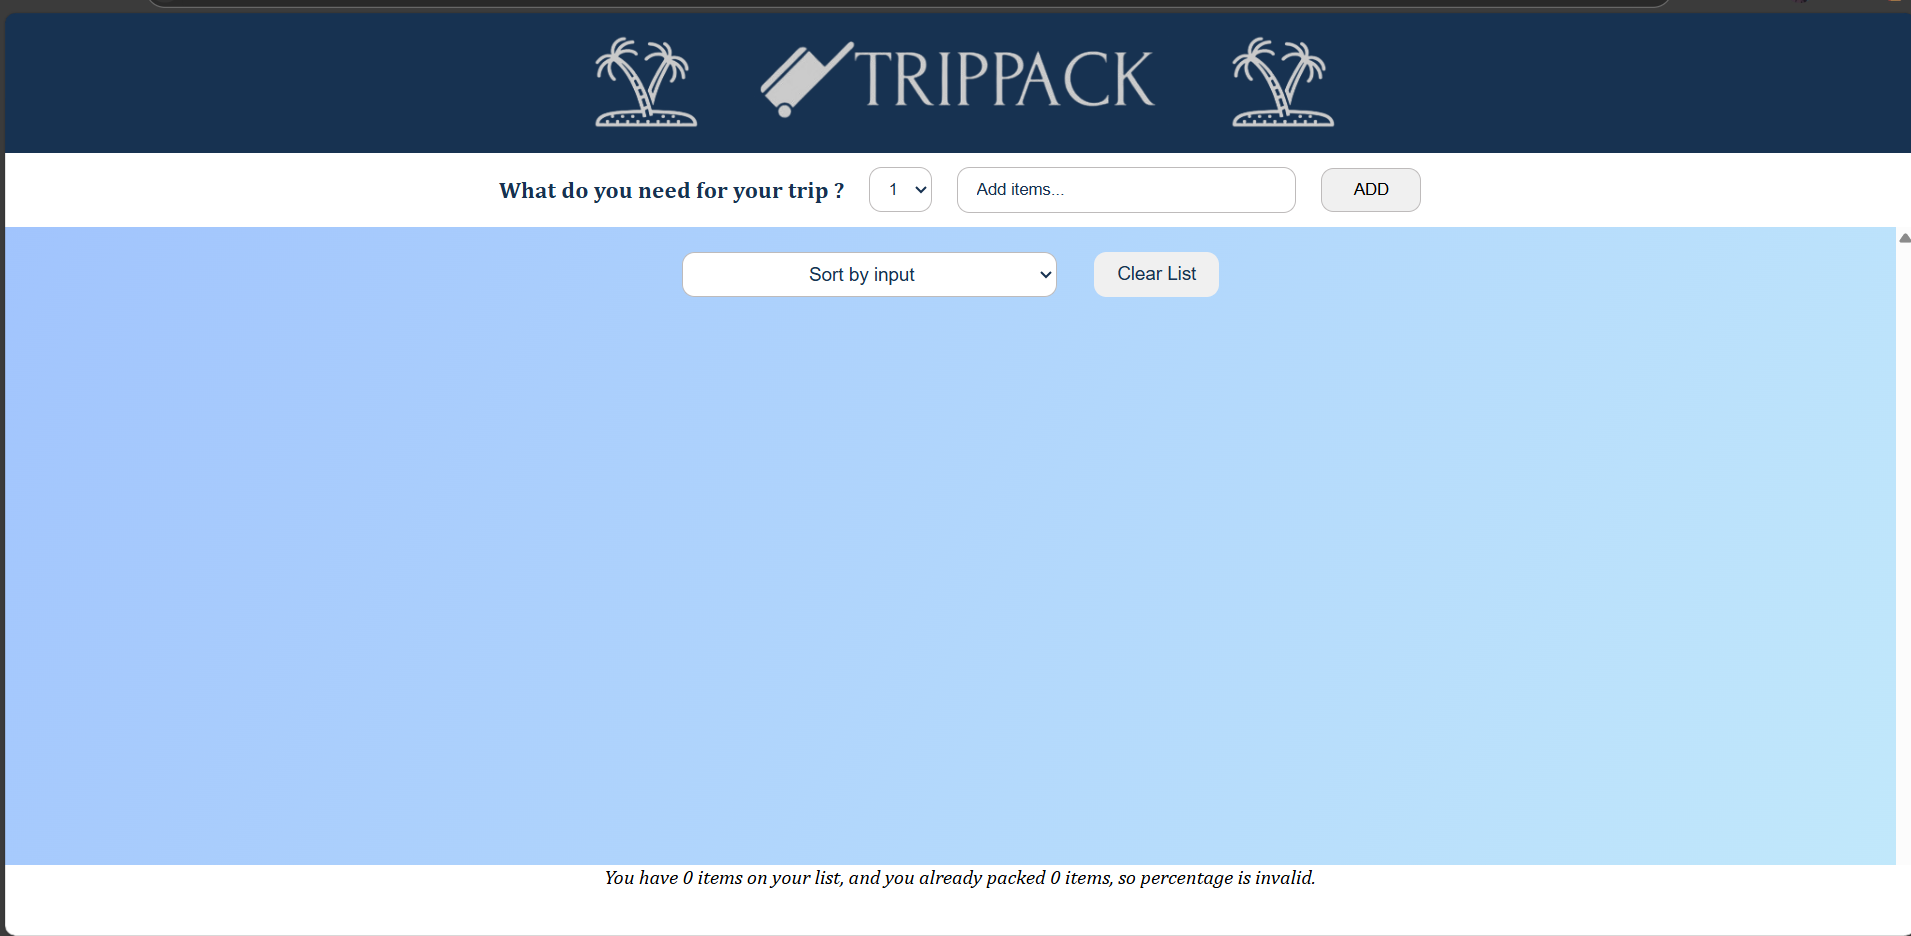 TRIPPACK
What do you need for your trip ? 1 Add items... ADD
Sort by input Clear List
You have 0 items on your list, and you already packed 0 items, so percentage is invalid.